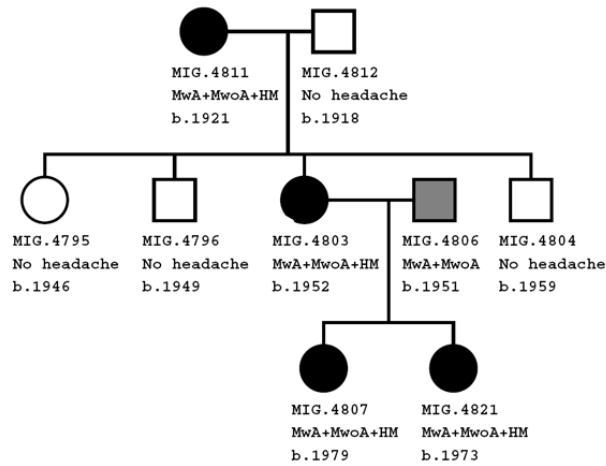 MIG.4811
MwA+MwoA+HM
b.1921
MIG.4812
No headache
b.1918
MIG.4795
No headache
b.1946
MIG.4796
No headache
b.1949
MIG.4803
MwA+MwoA+HM
b.1952
MIG.4806
MwA+MwoA
b.1951
MIG.4804
No headache
b.1959
MIG.4807
MwA+MwoA+HM
b.1979
MIG.4821
MwA+MwoA+HM
b.1973